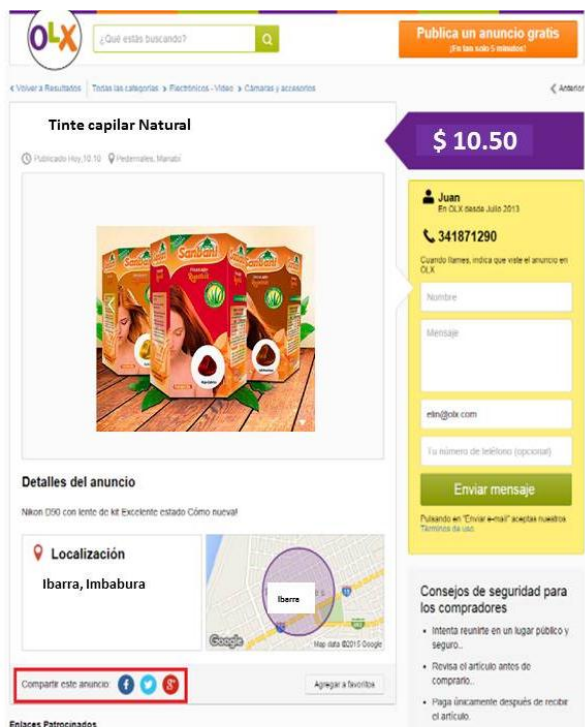 OLX
¿Qué estás buscando?
Publica un anuncio gratis
¡En tan solo 5 minutos!
Volver a Resultados
Todas las categorías
Electrónicos - Video
Cámaras y accesorios
Anterior
Tinte capilar Natural
$ 10.50
Publicado Hoy, 10:10
Pedernales, Manabí
Juan
En OLX desde Julio 2013
341871290
Cuando llames, indica que viste el anuncio en
OLX
Nombre
Mensaje
Sanbani
Sanbani
elin@olx.com
Tu número de teléfono (opcional)
Enviar mensaje
Pulsando en "Enviar e-mail" aceptas nuestros
Términos de uso
Detalles del anuncio
Nikon D90 con lente de kit Excelente estado Cómo nueva!
Localización
Ibarra, Imbabura
Ibarra
Google
Map data ©2015 Google
Consejos de seguridad para
los compradores
Intenta reunirte en un lugar público y
seguro..
Revisa el artículo antes de
comprarlo..
Paga únicamente después de recibir
el artículo.
Compartir este anuncio:
Agregar a favoritos
Enlaces Patrocinados